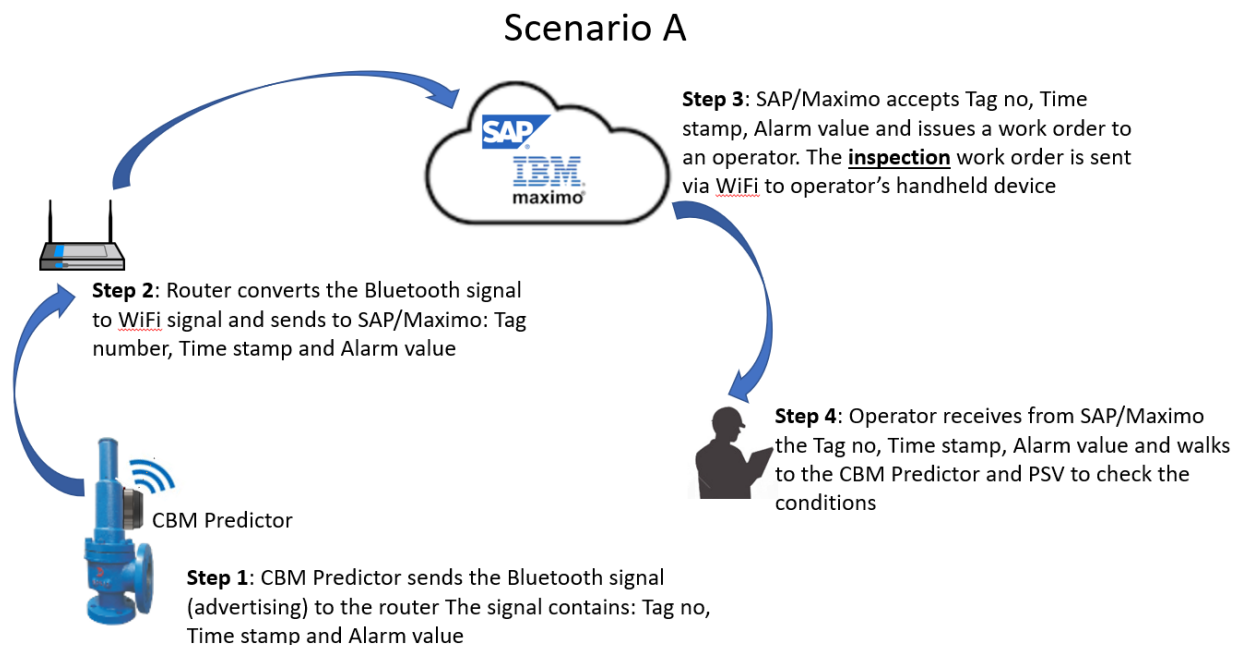 Scenario A
SAP
IBM
maximo
Step 3: SAP/Maximo accepts Tag no, Time
stamp, Alarm value and issues a work order to
an operator. The inspection work order is sent
via WiFi to operator’s handheld device
Step 2: Router converts the Bluetooth signal
to WiFi signal and sends to SAP/Maximo: Tag
number, Time stamp and Alarm value
Step 4: Operator receives from SAP/Maximo
the Tag no, Time stamp, Alarm value and walks
to the CBM Predictor and PSV to check the
conditions
CBM Predictor
Step 1: CBM Predictor sends the Bluetooth signal
(advertising) to the router The signal contains: Tag no,
Time stamp and Alarm value